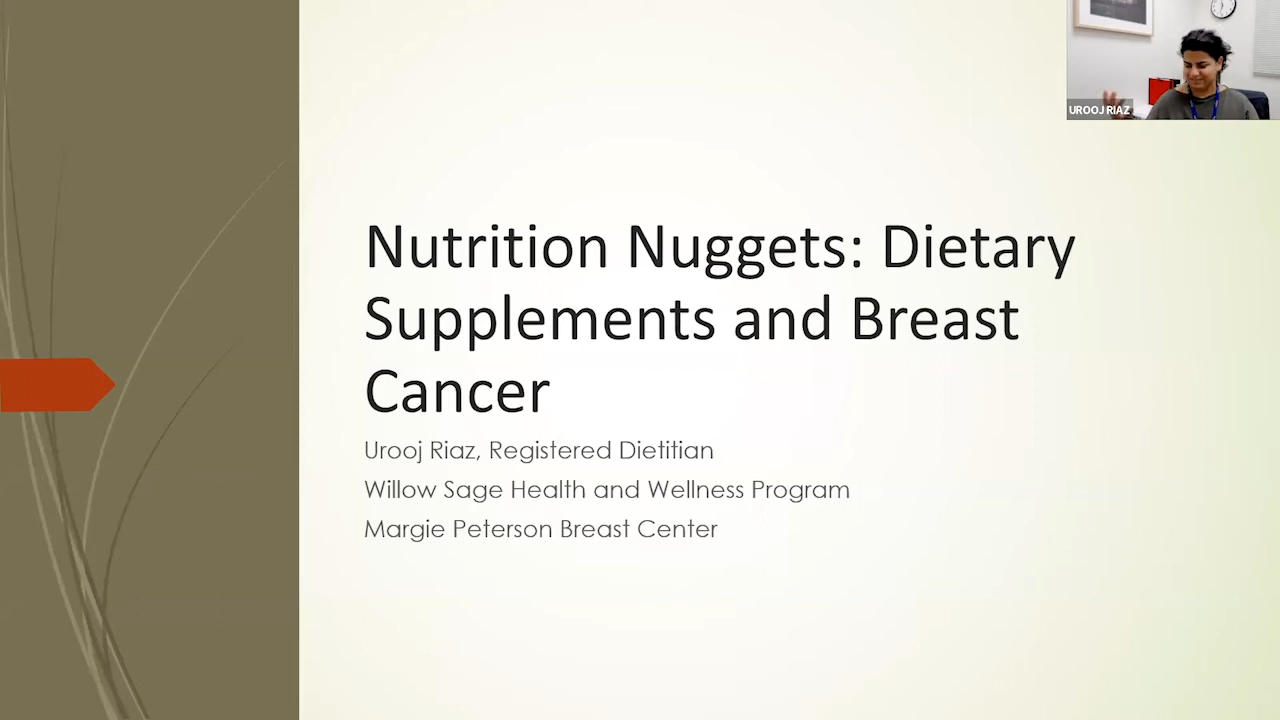 UROOJ RIAZ
Nutrition Nuggets: Dietary
Supplements and Breast
Cancer
Urooj Riaz, Registered Dietitian
Willow Sage Health and Wellness Program
Margie Peterson Breast Center